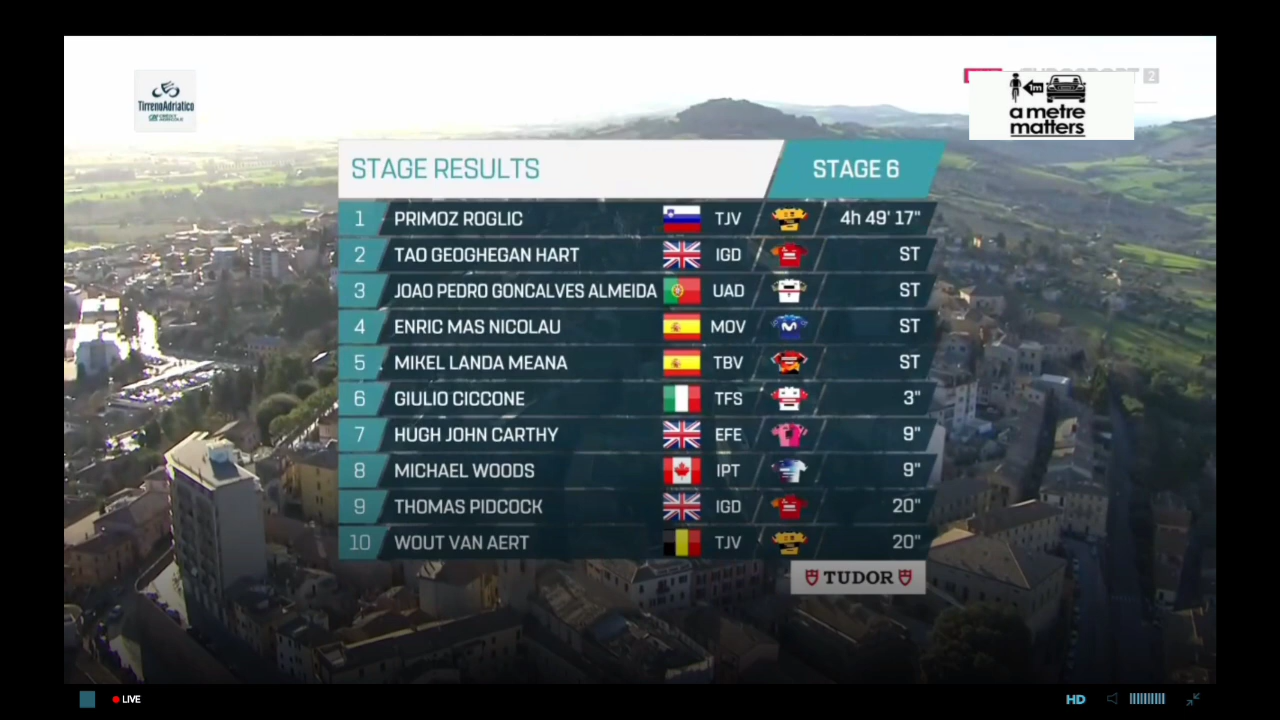 TirrenoAdriatico
2
1m
a metre
matters
STAGE RESULTS STAGE 6
1 PRIMOZ ROGLIC TJV 4h 49' 17"
2 TAO GEOGHEGAN HART IGD ST
3 JOAO PEDRO GONCALVES ALMEIDA UAD ST
4 ENRIC MAS NICOLAU MOV ST
5 MIKEL LANDA MEANA TBV ST
6 GIULIO CICCONE TFS 3"
7 HUGH JOHN CARTHY EFE 9"
8 MICHAEL WOODS IPT 9"
9 THOMAS PIDCOCK IGD 20"
10 WOUT VAN AERT TJV 20"
TUDOR
LIVE HD